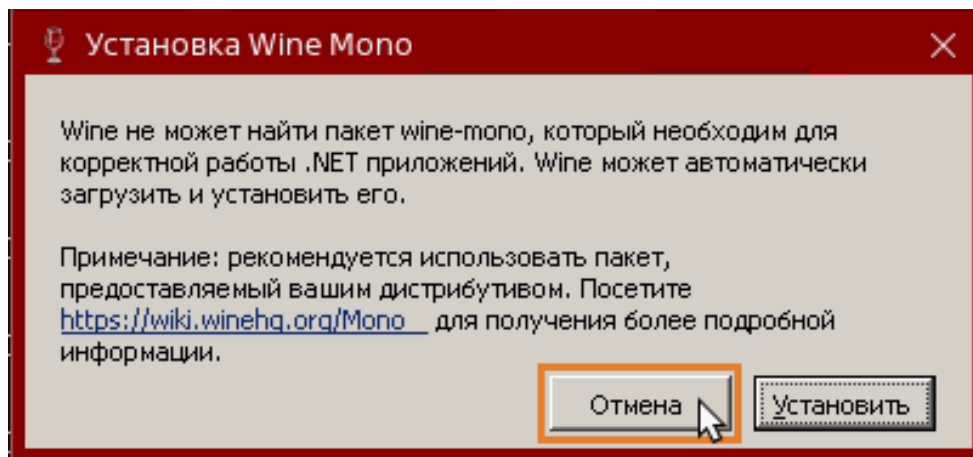 Установка Wine Mono
Wine не может найти пакет wine-mono, который необходим для
корректной работы .NET приложений. Wine может автоматически
загрузить и установить его.
Примечание: рекомендуется использовать пакет,
предоставляемый вашим дистрибутивом. Посетите
https://wiki.winehq.org/Mono для получения более подробной
информации.
Отмена Установить